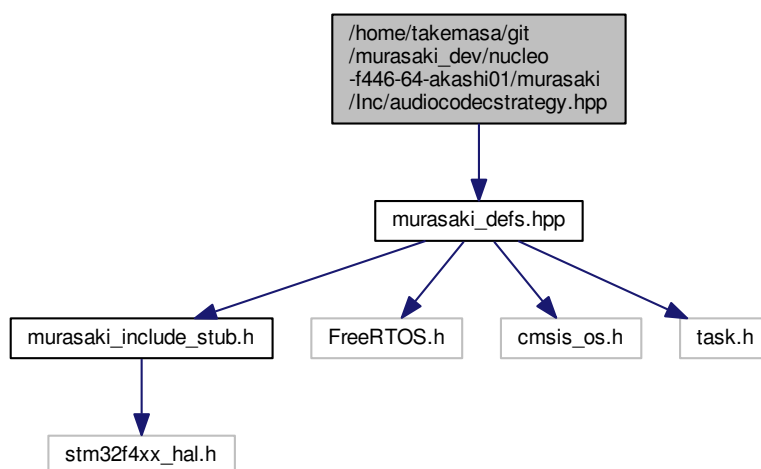 /home/takemasa/git
/murasaki_dev/nucleo
-f446-64-akashi01/murasaki
/Inc/audiocodecstrategy.hpp
murasaki_defs.hpp
murasaki_include_stub.h
FreeRTOS.h
cmsis_os.h
task.h
stm32f4xx_hal.h